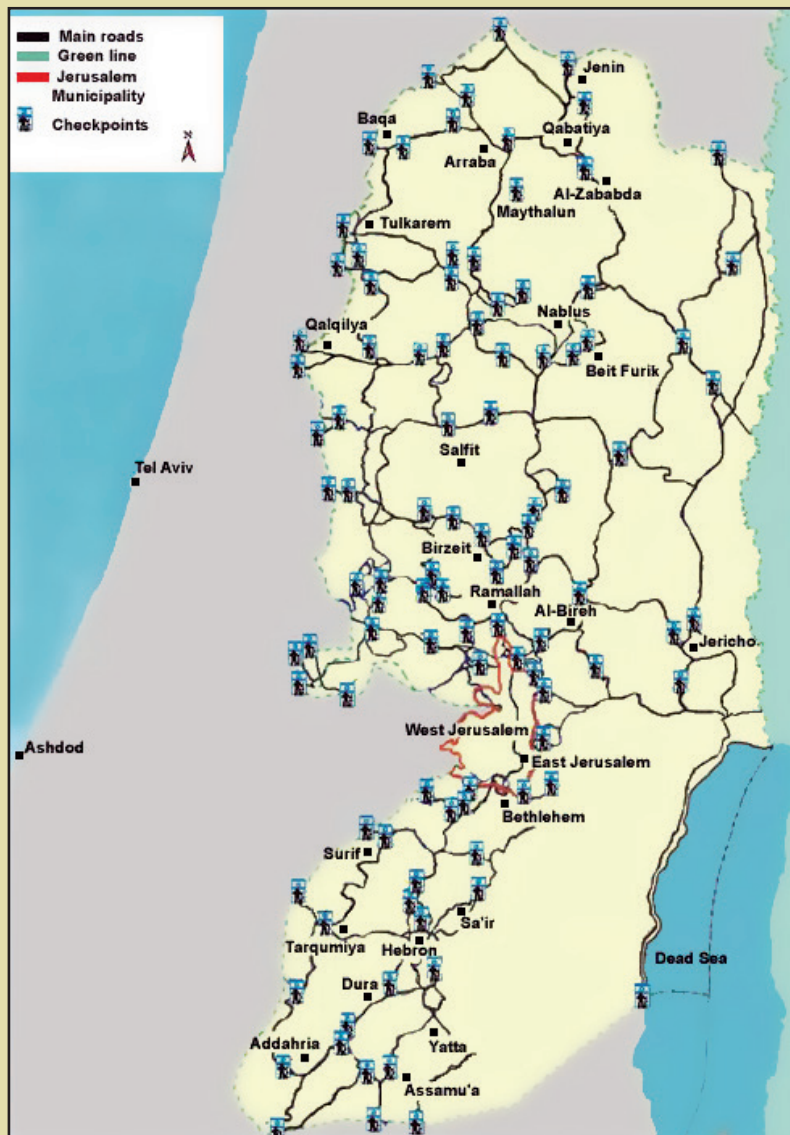 Main roads
Green line
Jerusalem
Municipality
Checkpoints
N
Jenin
Baqa
Qabatiya
Arraba
Al-Zababda
Maythalun
Tulkarem
Nablus
Qalqilya
Beit Furik
Salfit
Tel Aviv
Birzeit
Ramallah
Al-Bireh
Jericho
West Jerusalem
Ashdod
East Jerusalem
Bethlehem
Surif
Sa'ir
Tarqumiya
Hebron
Dead Sea
Dura
Addahria
Yatta
Assamu'a